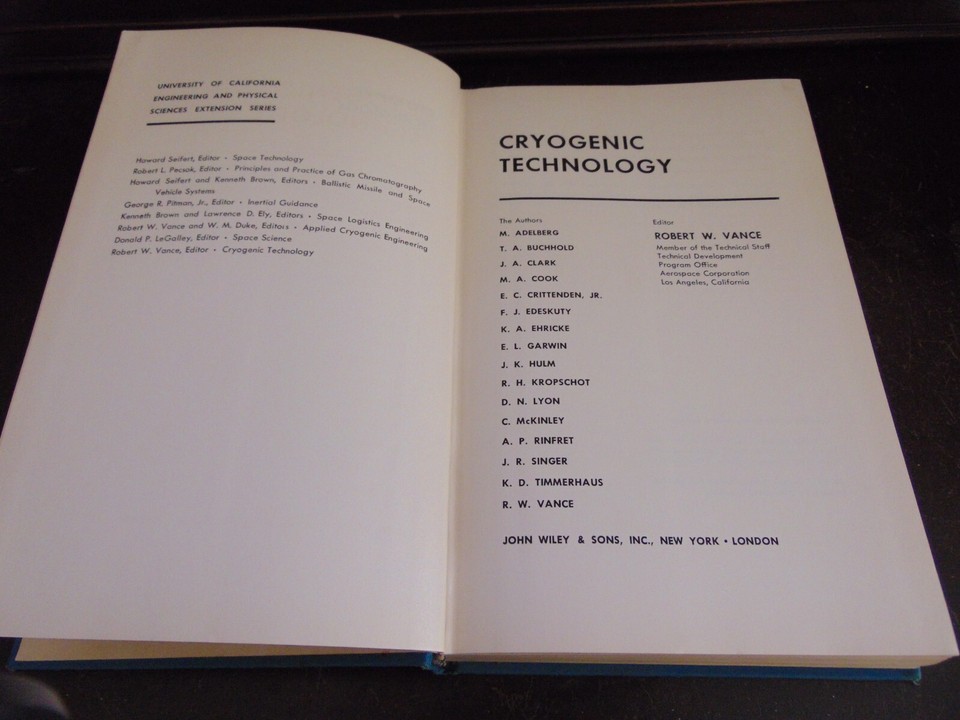 UNIVERSITY OF CALIFORNIA
ENGINEERING AND PHYSICAL
SCIENCES EXTENSION SERIES
Howard Seifert, Editor • Space Technology
Robert L. Pecsok, Editor • Principles and Practice of Gas Chromatography
Howard Seifert and Kenneth Brown, Editors • Ballistic Missile and Space
Vehicle Systems
George R. Pitman, Jr., Editor • Inertial Guidance
Kenneth Brown and Lawrence D. Ely, Editors • Space Logistics Engineering
Robert W. Vance and W. M. Duke, Editors • Applied Cryogenic Engineering
Donald P. LeGalley, Editor • Space Science
Robert W. Vance, Editor • Cryogenic Technology
CRYOGENIC
TECHNOLOGY
The Authors
M. ADELBERG
T. A. BUCHHOLD
J. A. CLARK
M. A. COOK
E. C. CRITTENDEN, JR.
F. J. EDESKUTY
K. A. EHRICKE
E. L. GARWIN
J. K. HULM
R. H. KROPSCHOT
D. N. LYON
C. McKINLEY
A. P. RINFRET
J. R. SINGER
K. D. TIMMERHAUS
R. W. VANCE
Editor
ROBERT W. VANCE
Member of the Technical Staff
Technical Development
Program Office
Aerospace Corporation
Los Angeles, California
JOHN WILEY & SONS, INC., NEW YORK • LONDON